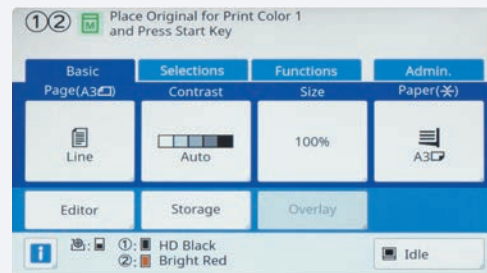 ①② M Place Original for Print Color 1
and Press Start Key
Basic Selections Functions Admin.
Page(A3) Contrast Size Paper(✳)
Line Auto 100% A3
Editor Storage Overlay
i ①: HD Black
②: Bright Red
Idle